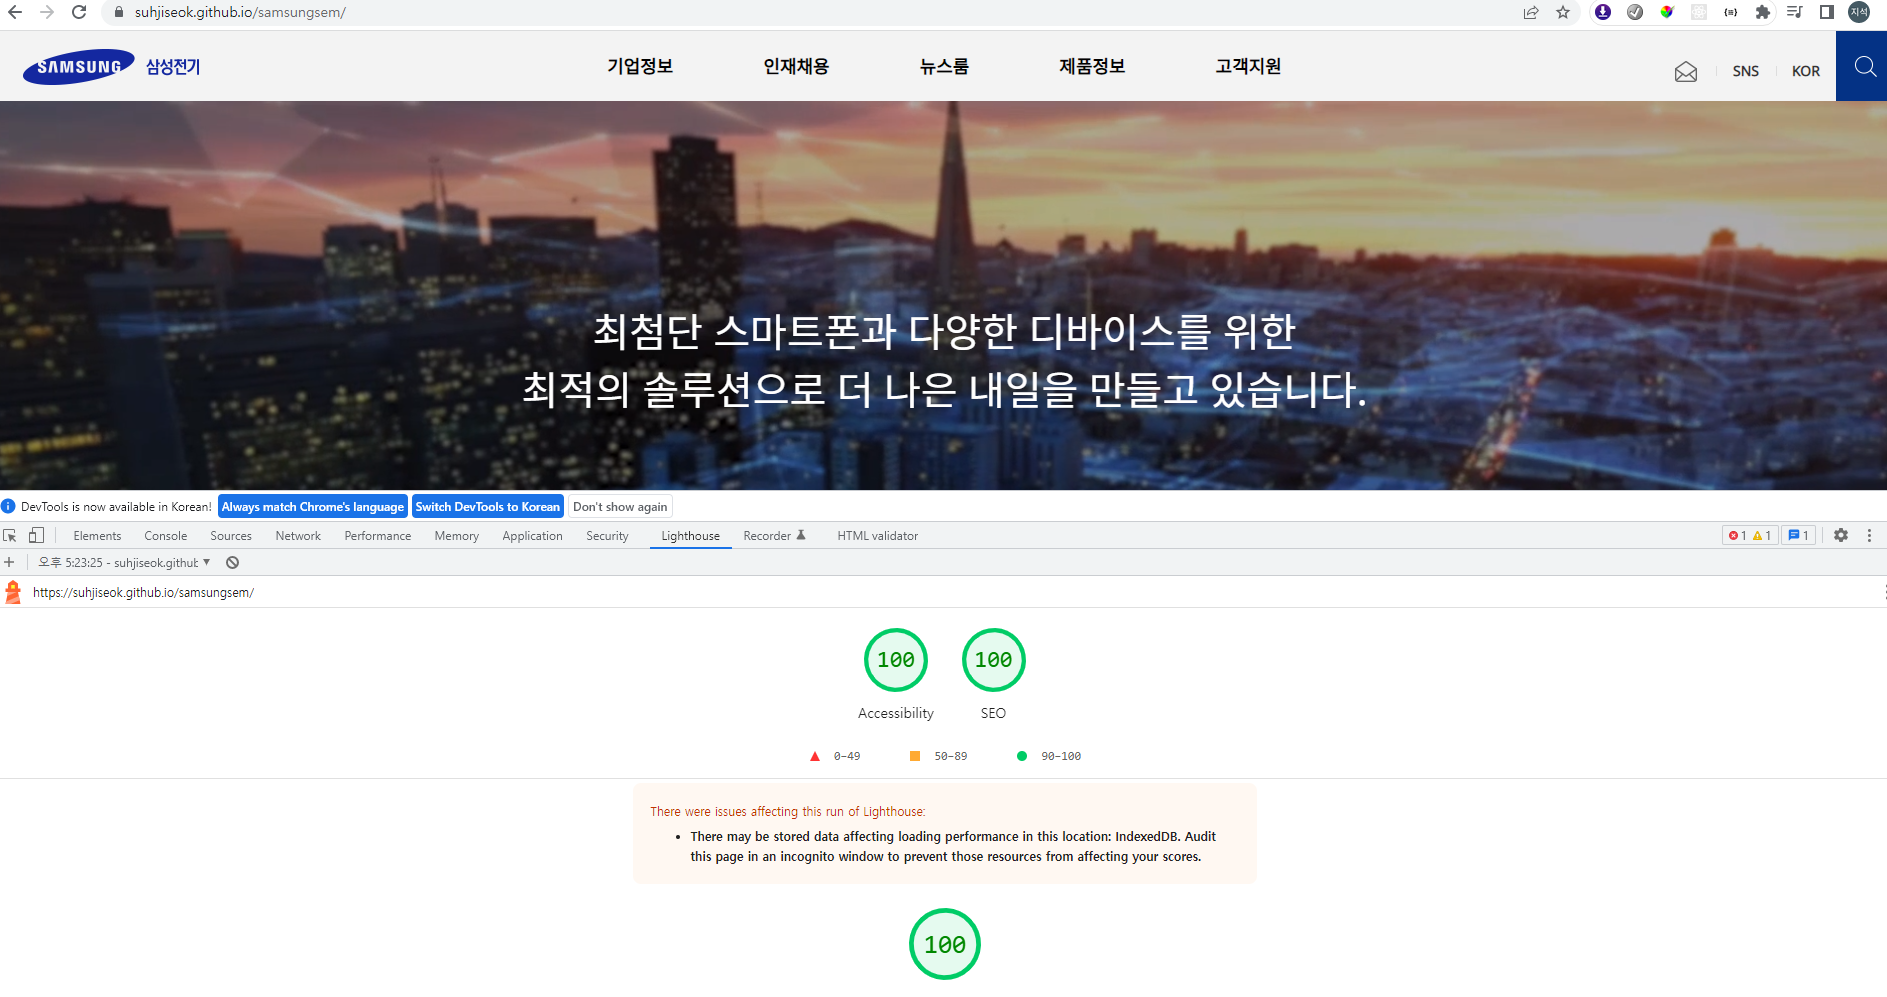 suhjiseok.github.io/samsungsem/
지석
SAMSUNG 삼성전기
기업정보 인재채용 뉴스룸 제품정보 고객지원
SNS KOR
최첨단 스마트폰과 다양한 디바이스를 위한
최적의 솔루션으로 더 나은 내일을 만들고 있습니다.
DevTools is now available in Korean! Always match Chrome's language Switch DevTools to Korean Don't show again
Elements Console Sources Network Performance Memory Application Security Lighthouse Recorder HTML validator 1 1 1
오후 5:23:25 - suhjiseok.github
https://suhjiseok.github.io/samsungsem/
100 100
Accessibility SEO
0–49 50–89 90–100
There were issues affecting this run of Lighthouse:
• There may be stored data affecting loading performance in this location: IndexedDB. Audit
this page in an incognito window to prevent those resources from affecting your scores.
100